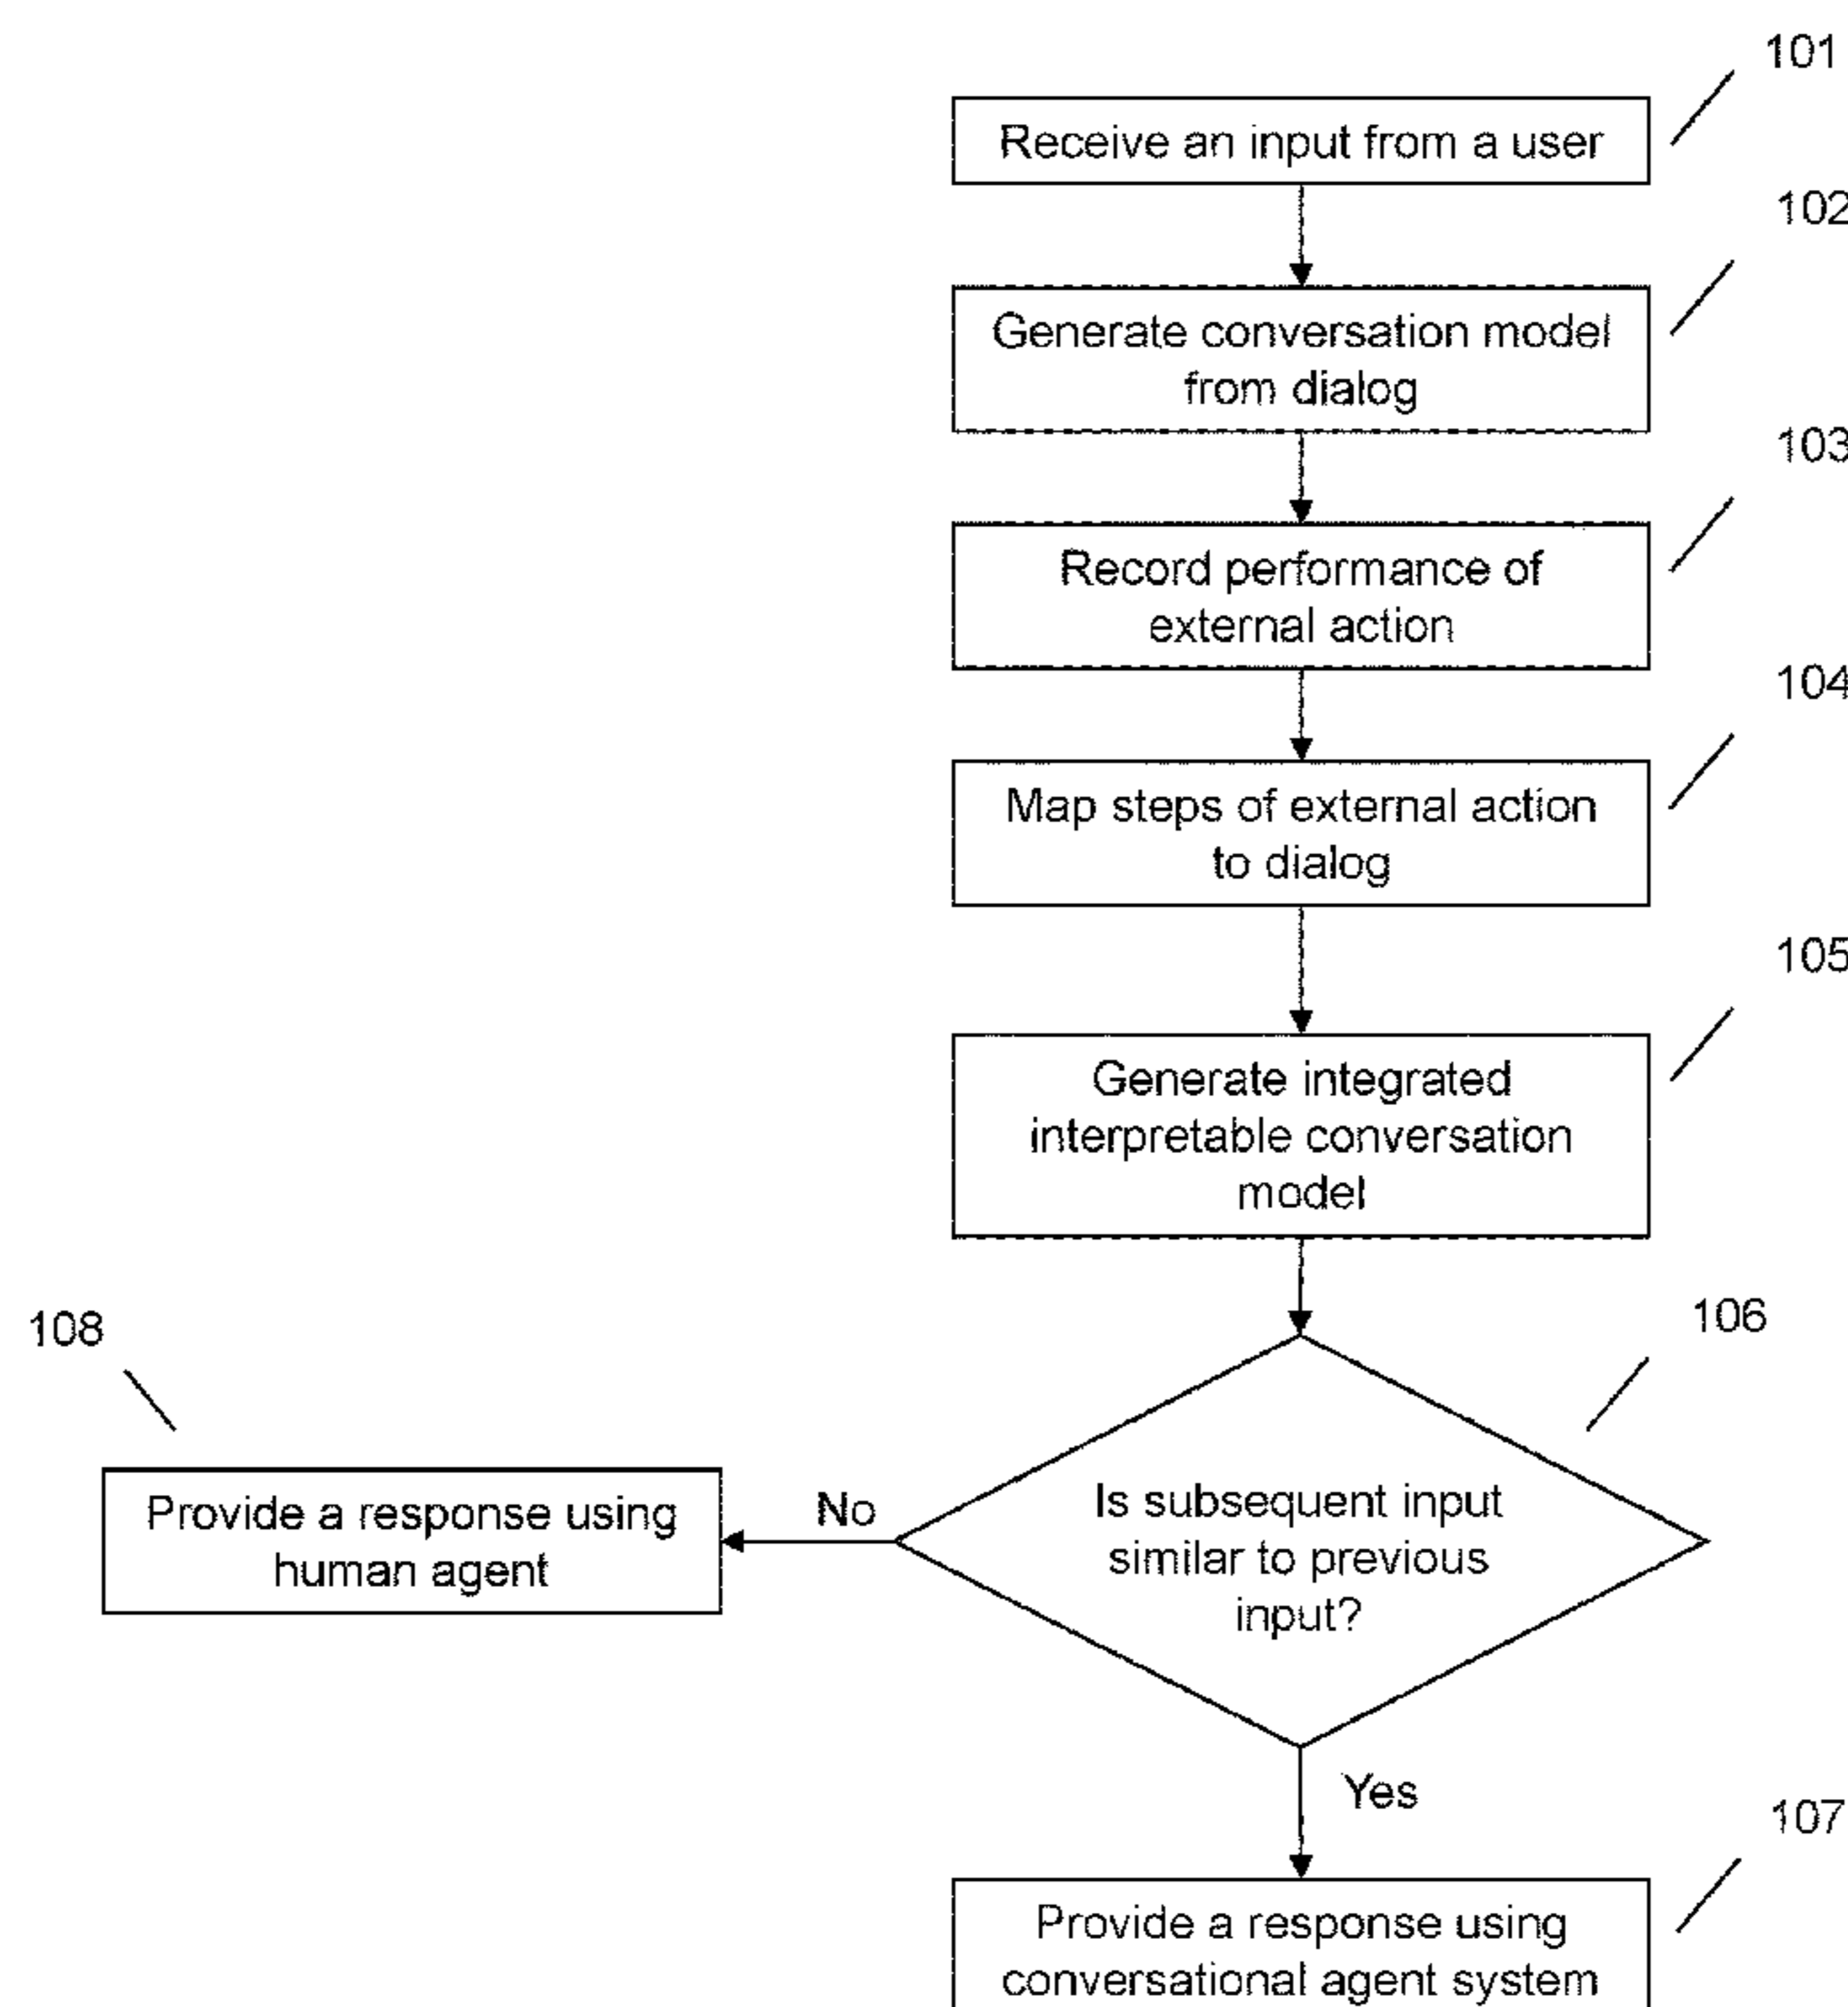 101
Receive an input from a user
102
Generate conversation model
from dialog
103
Record performance of
external action
104
Map steps of external action
to dialog
105
Generate integrated
interpretable conversation
model
108
106
Provide a response using
human agent
No
Is subsequent input
similar to previous
input?
Yes
107
Provide a response using
conversational agent system